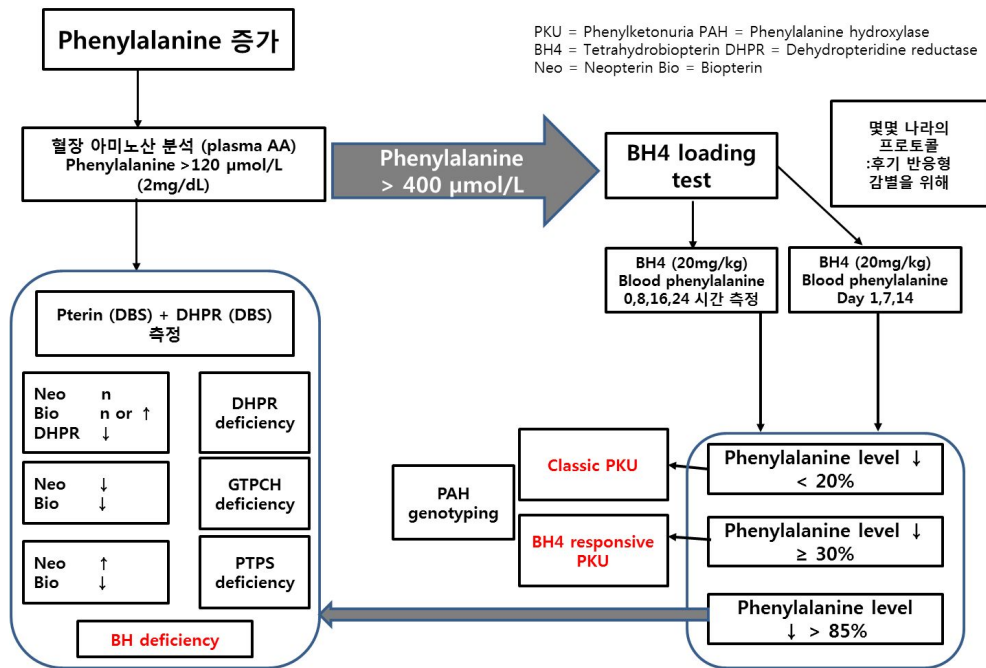 Phenylalanine 증가
PKU = Phenylketonuria PAH = Phenylalanine hydroxylase
BH4 = Tetrahydrobiopterin DHPR = Dehydropteridine reductase
Neo = Neopterin Bio = Biopterin
혈장 아미노산 분석 (plasma AA)
Phenylalanine >120 μmol/L
(2mg/dL)
Phenylalanine
> 400 μmol/L
BH4 loading
test
몇몇 나라의
프로토콜
:후기 반응형
감별을 위해
BH4 (20mg/kg)
Blood phenylalanine
0,8,16,24 시간 측정
BH4 (20mg/kg)
Blood phenylalanine
Day 1,7,14
Pterin (DBS) + DHPR (DBS)
측정
Neo n
Bio n or ↑
DHPR ↓
DHPR
deficiency
Neo ↓
Bio ↓
GTPCH
deficiency
Neo ↑
Bio ↓
PTPS
deficiency
BH deficiency
PAH
genotyping
Classic PKU
BH4 responsive
PKU
Phenylalanine level ↓
< 20%
Phenylalanine level ↓
≥ 30%
Phenylalanine level
↓ > 85%